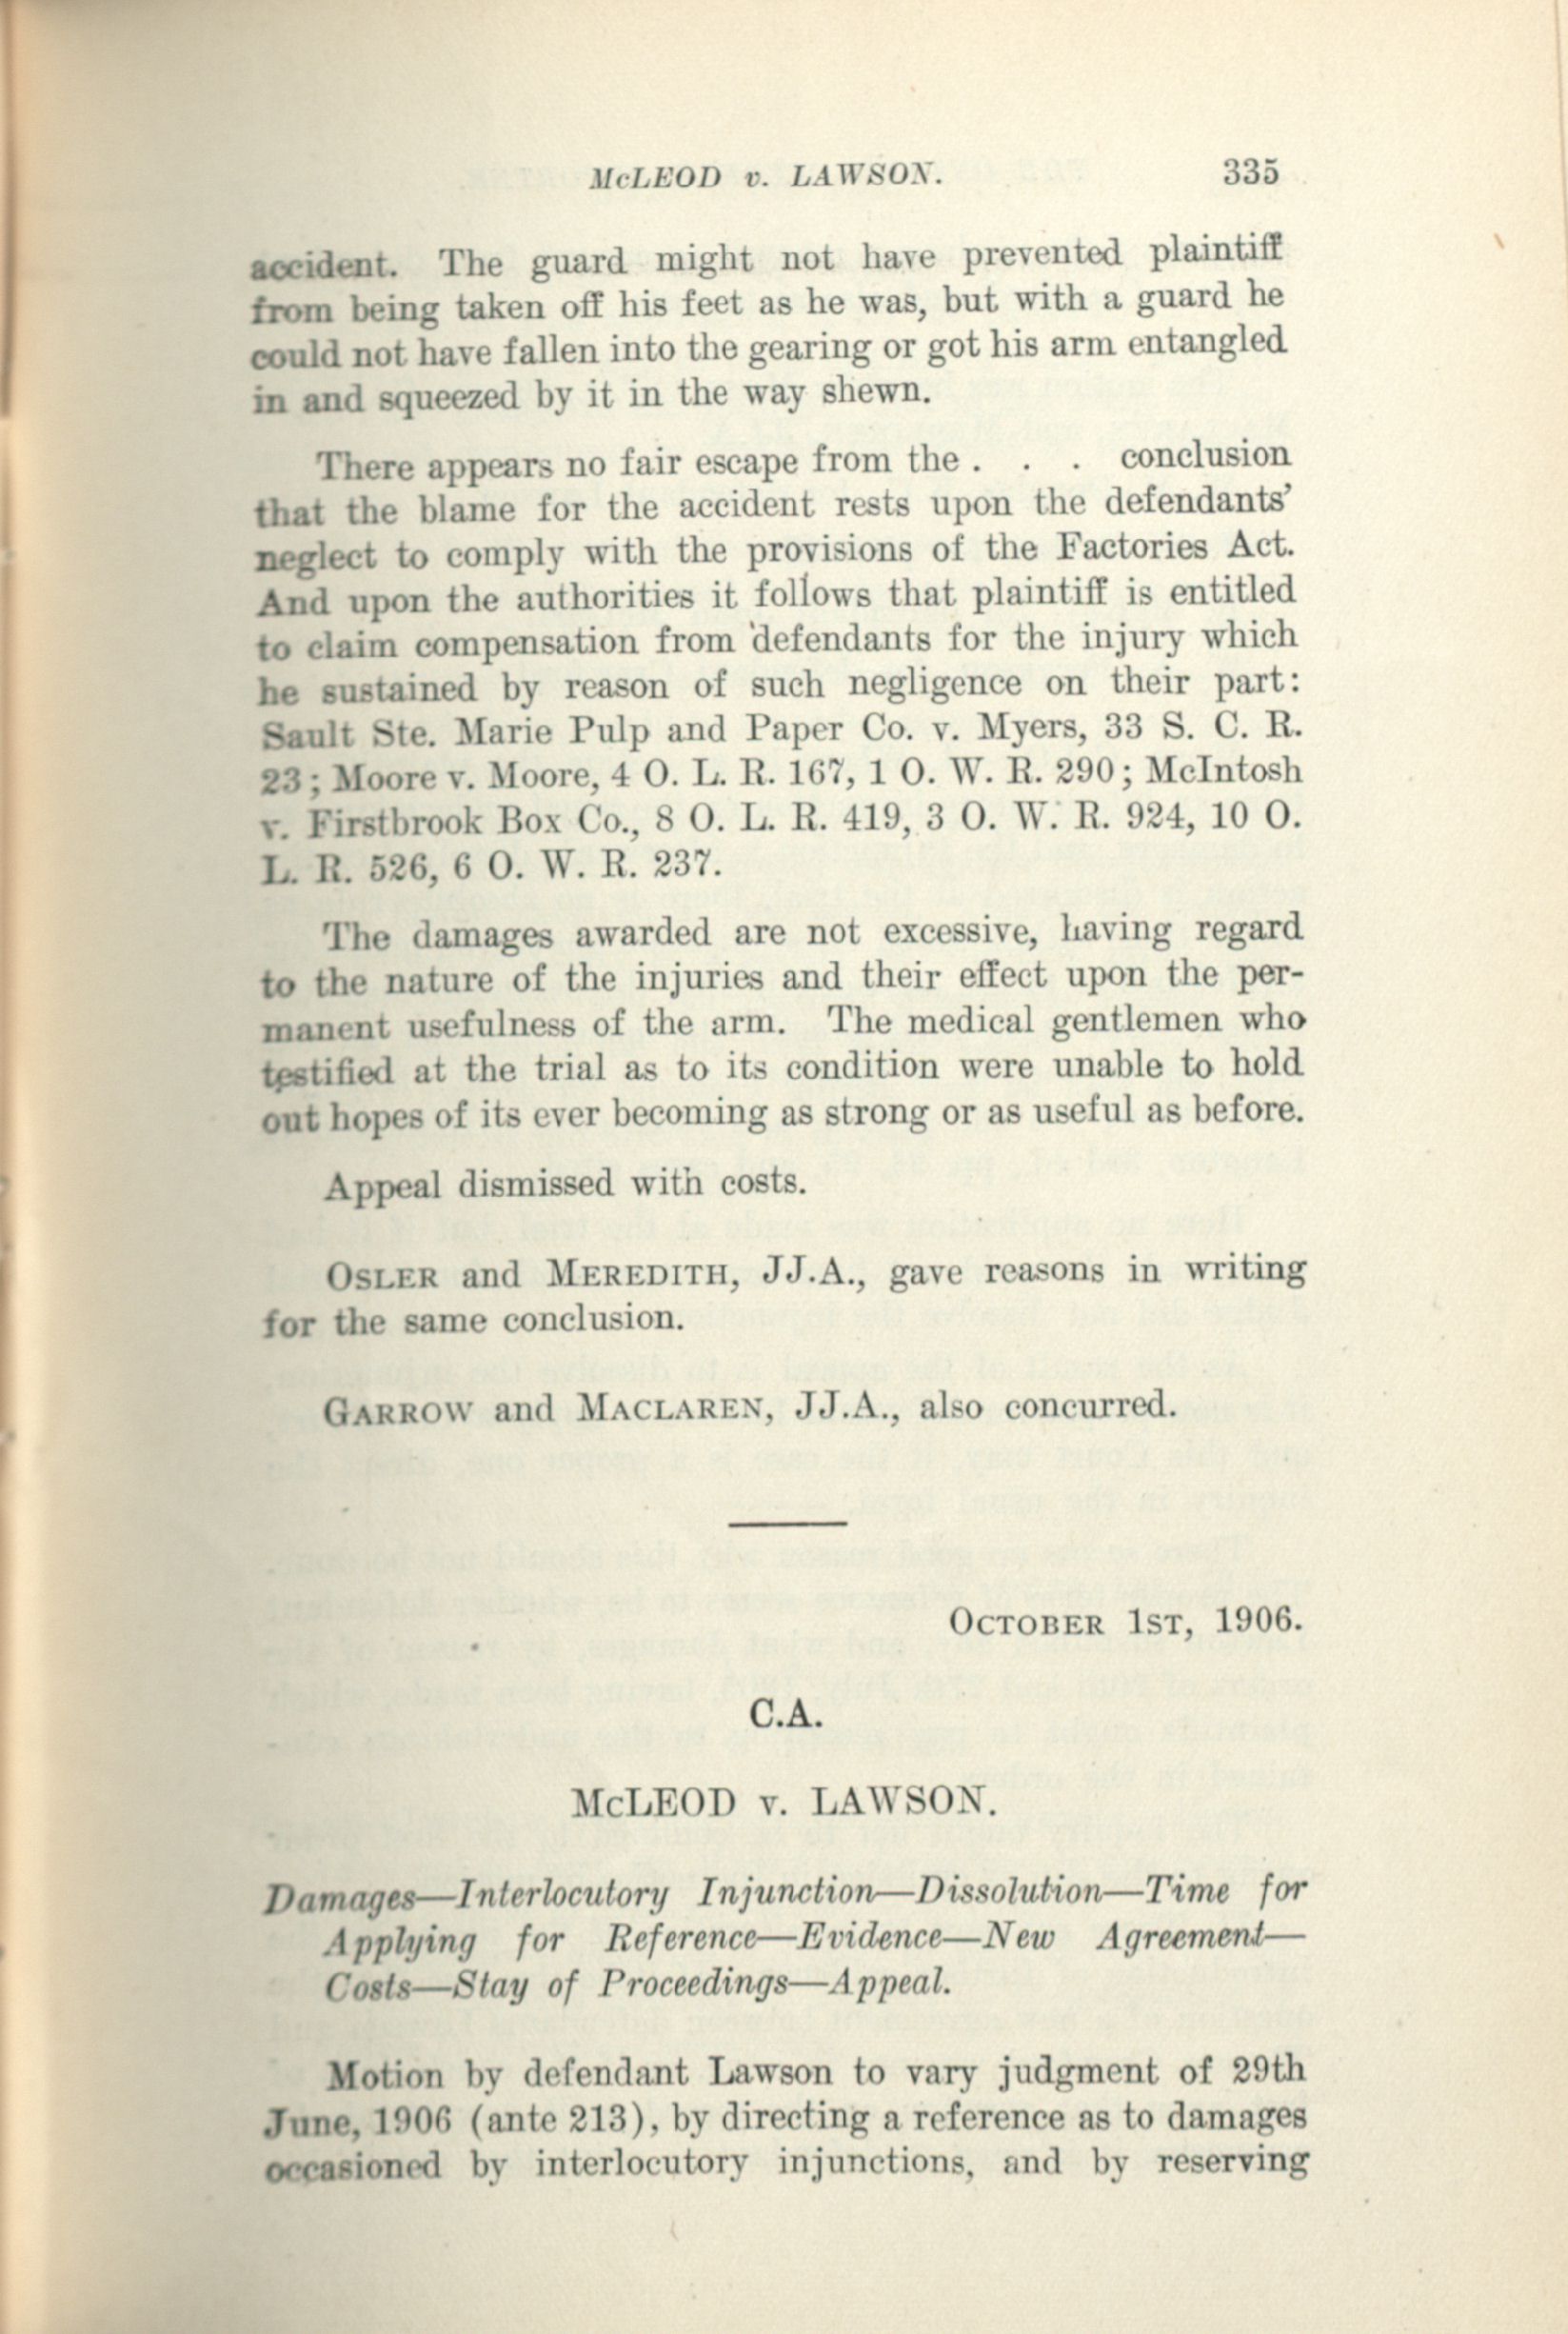 McLEOD v. LAWSON. 335
accident. The guard might not have prevented plaintiff
from being taken off his feet as he was, but with a guard he
could not have fallen into the gearing or got his arm entangled
in and squeezed by it in the way shewn.
There appears no fair escape from the . . . conclusion
that the blame for the accident rests upon the defendants'
neglect to comply with the provisions of the Factories Act.
And upon the authorities it follows that plaintiff is entitled
to claim compensation from defendants for the injury which
he sustained by reason of such negligence on their part:
Sault Ste. Marie Pulp and Paper Co. v. Myers, 33 S. C. R.
23; Moore v. Moore, 4 O. L. R. 167, 1 O. W. R. 290; McIntosh
v. Firstbrook Box Co., 8 O. L. R. 419, 3 O. W. R. 924, 10 O.
L. R. 526, 6 O. W. R. 237.
The damages awarded are not excessive, having regard
to the nature of the injuries and their effect upon the per-
manent usefulness of the arm. The medical gentlemen who
testified at the trial as to its condition were unable to hold
out hopes of its ever becoming as strong or as useful as before.
Appeal dismissed with costs.
OSLER and MEREDITH, JJ.A., gave reasons in writing
for the same conclusion.
GARROW and MACLAREN, JJ.A., also concurred.
OCTOBER 1ST, 1906.
C.A.
McLEOD v. LAWSON.
Damages—Interlocutory Injunction—Dissolution—Time for
Applying for Reference—Evidence—New Agreement—
Costs—Stay of Proceedings—Appeal.
Motion by defendant Lawson to vary judgment of 29th
June, 1906 (ante 213), by directing a reference as to damages
occasioned by interlocutory injunctions, and by reserving